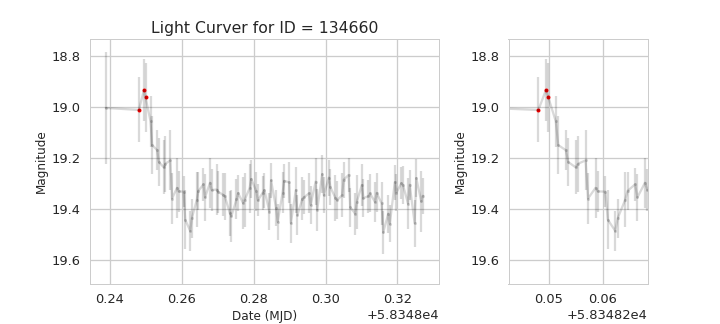 Light Curver for ID = 134660
18.8
19.0
19.2
19.4
19.6
Magnitude
0.24
0.26
0.28
0.30
0.32
Date (MJD)
+5.8348e4
18.8
19.0
19.2
19.4
19.6
Magnitude
0.05
0.06
+5.83482e4